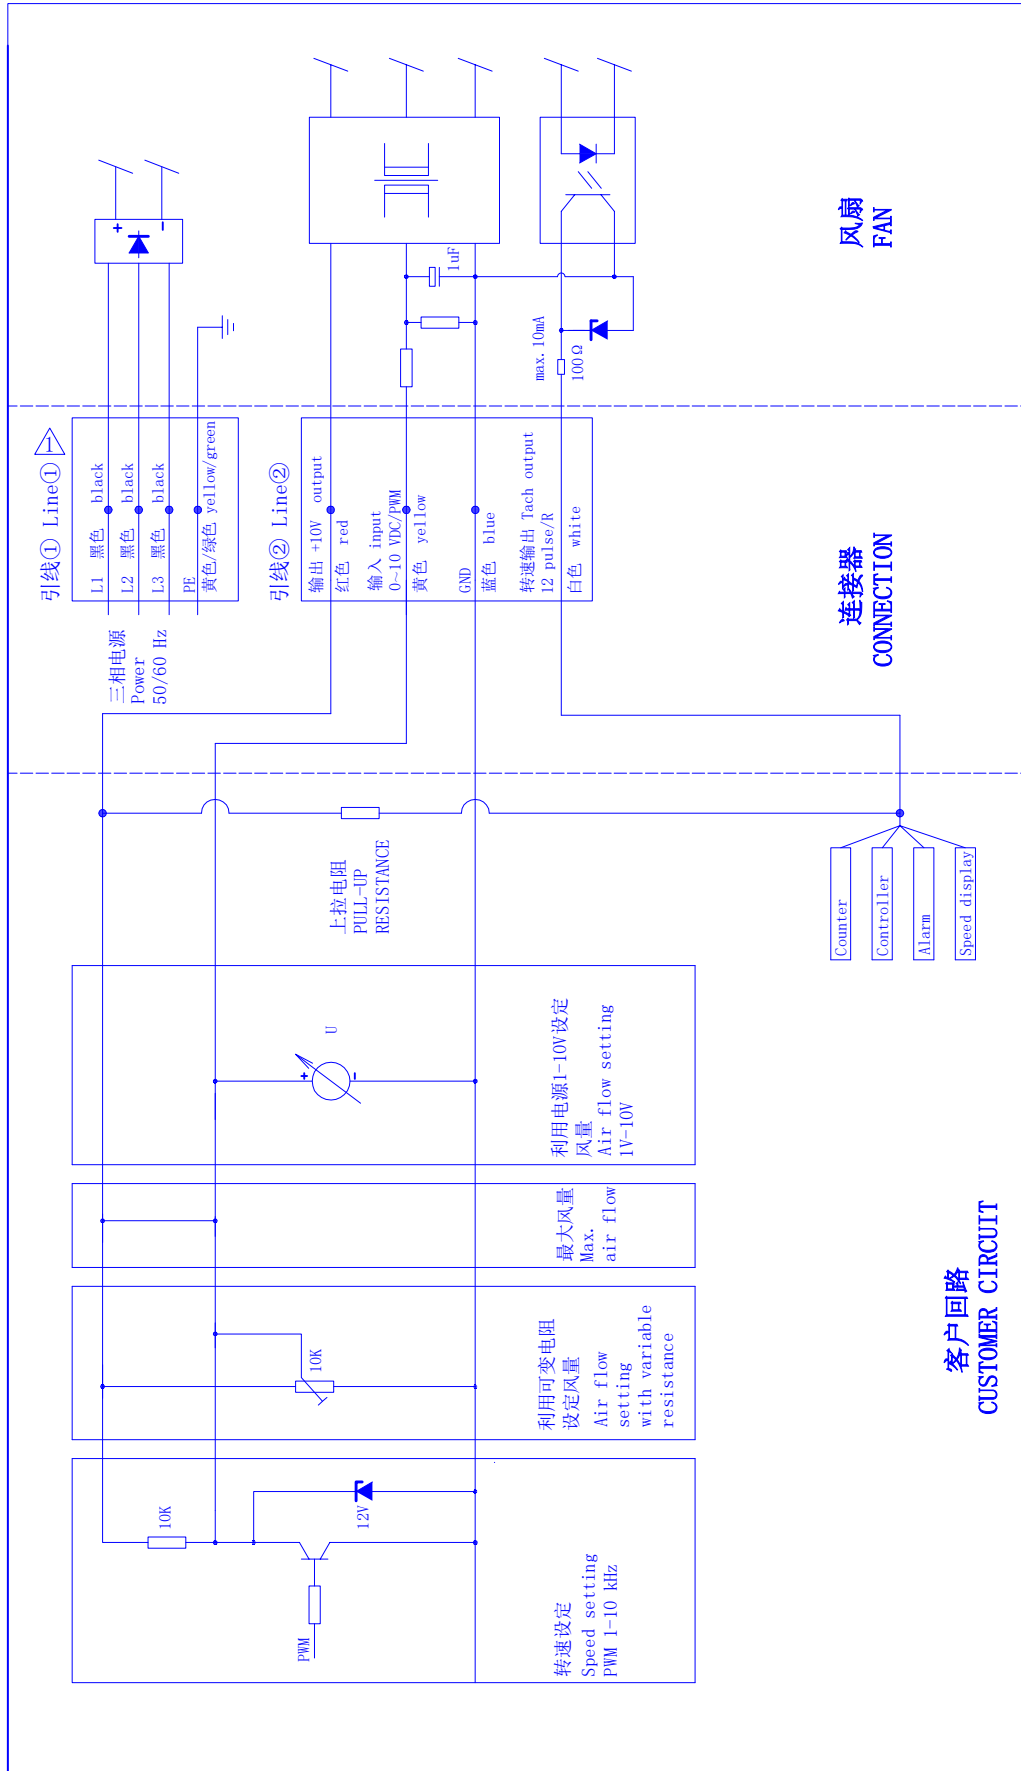 风扇
FAN
+
−
1uF
max. 10mA
100Ω
连接器
CONNECTION
引线① Line①
1
L1 黑色 black
L2 黑色 black
L3 黑色 black
PE
黄色/绿色 yellow/green
三相电源
Power
50/60 Hz
引线② Line②
输出 +10V output
红色 red
输入 input
0~10 VDC/PWM
黄色 yellow
GND
蓝色 blue
转速输出 Tach output
12 pulse/R
白色 white
客户回路
CUSTOMER CIRCUIT
上拉电阻
PULL-UP
RESISTANCE
Counter
Controller
Alarm
Speed display
U
+
−
利用电源1-10V设定
风量
Air flow setting
1V-10V
最大风量
Max.
air flow
10K
利用可变电阻
设定风量
Air flow
setting
with variable
resistance
10K
12V
PWM
转速设定
Speed setting
PWM 1-10 kHz